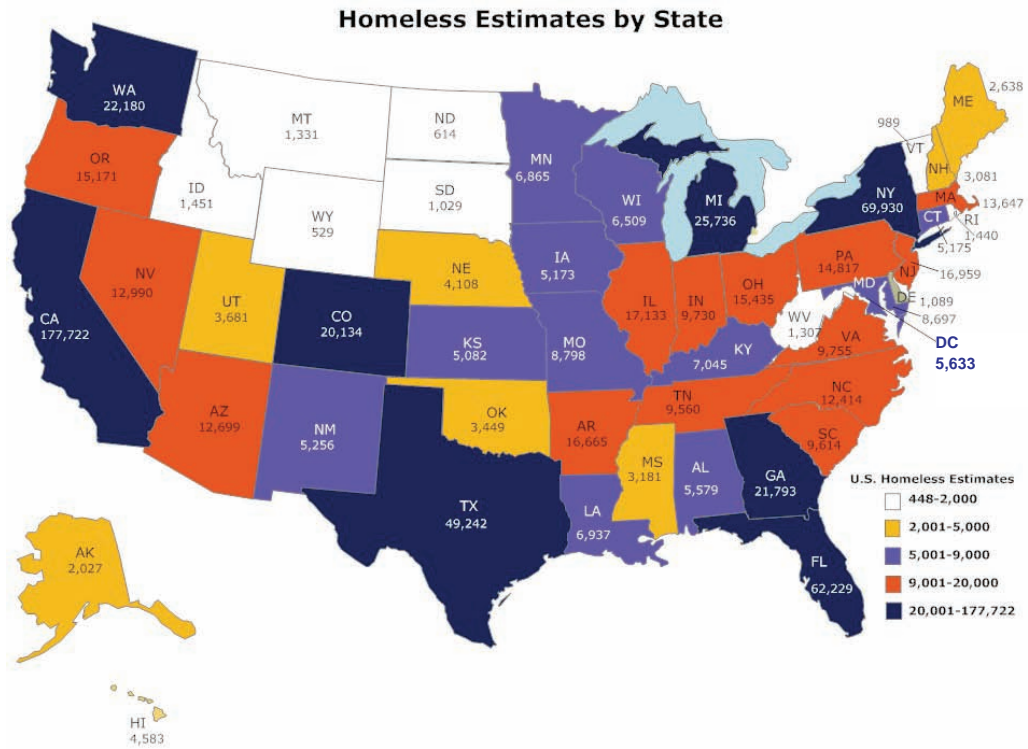 Homeless Estimates by State
WA
22,180
MT
1,331
ND
614
ME
2,638
989
VT
NH
3,081
OR
15,171
ID
1,451
WY
529
SD
1,029
MN
6,865
WI
6,509
MI
25,736
NY
69,930
MA
13,647
RI
1,440
CT
5,175
NV
12,990
UT
3,681
CO
20,134
NE
4,108
IA
5,173
IL
17,133
IN
9,730
OH
15,435
PA
14,817
NJ
16,959
MD
DE
1,089
8,697
DC
5,633
CA
177,722
KS
5,082
MO
8,798
KY
7,045
WV
1,307
VA
9,755
AZ
12,699
NM
5,256
OK
3,449
AR
16,665
TN
9,560
NC
12,414
SC
9,614
TX
49,242
LA
6,937
MS
3,181
AL
5,579
GA
21,793
FL
62,229
AK
2,027
HI
4,583
U.S. Homeless Estimates
448-2,000
2,001-5,000
5,001-9,000
9,001-20,000
20,001-177,722